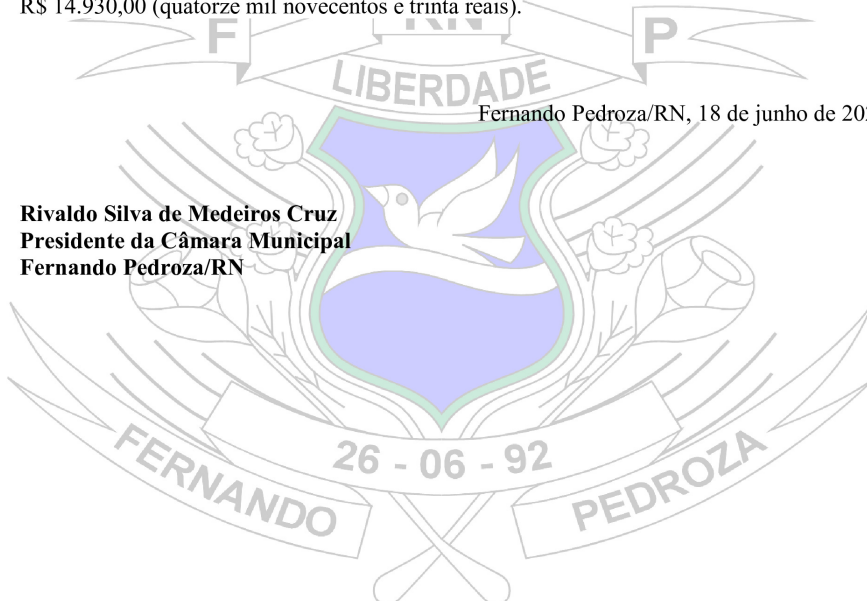 R$ 14.930,00 (quatorze mil novecentos e trinta reais).
F RN P
LIBERDADE
Fernando Pedroza/RN, 18 de junho de
Rivaldo Silva de Medeiros Cruz
Presidente da Câmara Municipal
Fernando Pedroza/RN
26 - 06 - 92
FERNANDO PEDROZA